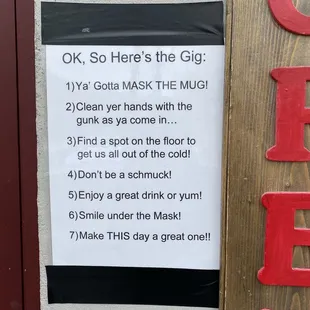 OK, So Here's the Gig:
1)Ya' Gotta MASK THE MUG!
2)Clean yer hands with the
gunk as ya come in...
3)Find a spot on the floor to
get us all out of the cold!
4)Don't be a schmuck!
5)Enjoy a great drink or yum!
6)Smile under the Mask!
7)Make THIS day a great one!!